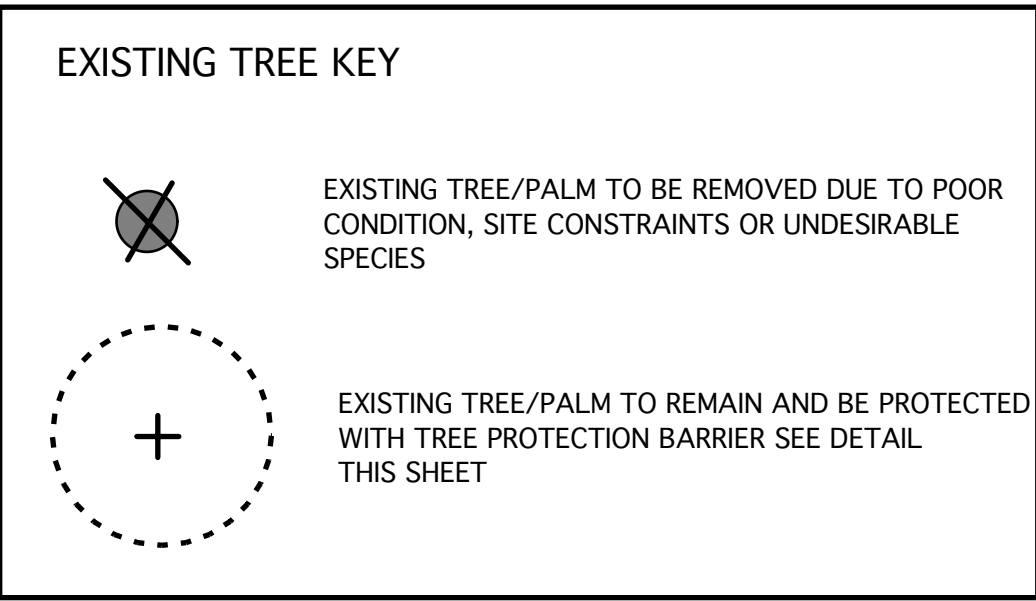 EXISTING TREE KEY
EXISTING TREE/PALM TO BE REMOVED DUE TO POOR
CONDITION, SITE CONSTRAINTS OR UNDESIRABLE
SPECIES
EXISTING TREE/PALM TO REMAIN AND BE PROTECTED
WITH TREE PROTECTION BARRIER SEE DETAIL
THIS SHEET